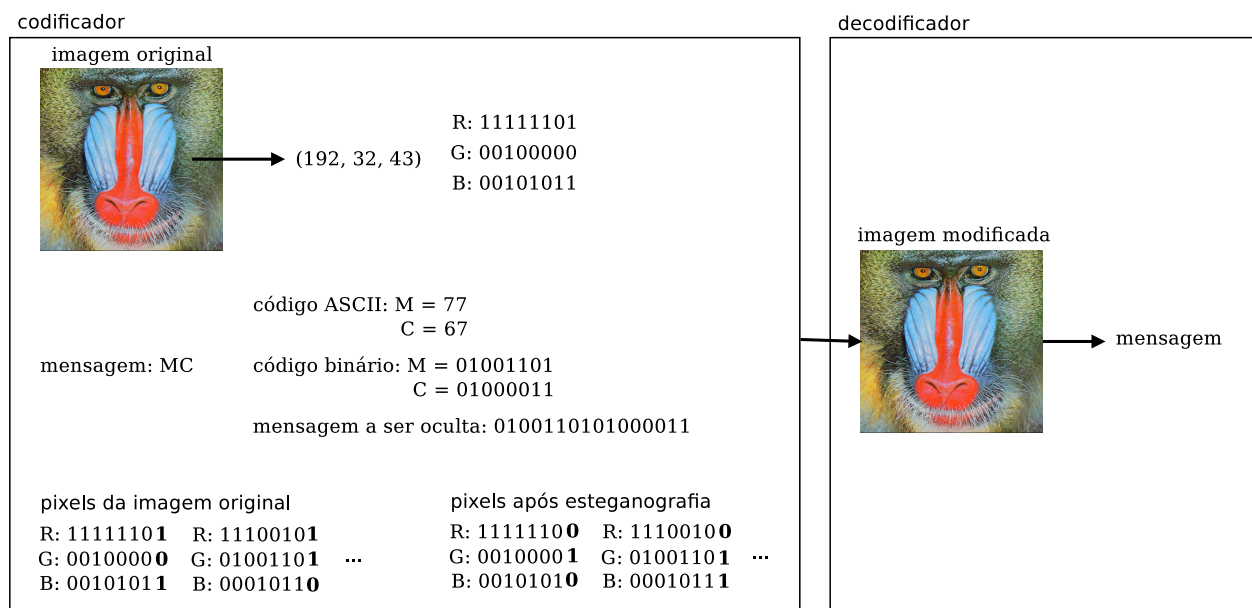 codificador
imagem original
(192, 32, 43)
R: 11111101
G: 00100000
B: 00101011
código ASCII: M = 77
C = 67
mensagem: MC
código binário: M = 01001101
C = 01000011
mensagem a ser oculta: 0100110101000011
pixels da imagem original
R: 11111101 R: 11100101
G: 00100000 G: 01001101 ...
B: 00101011 B: 00010110
pixels após esteganografia
R: 11111100 R: 11100100
G: 00100001 G: 01001101 ...
B: 00101010 B: 00010111
decodificador
imagem modificada
mensagem